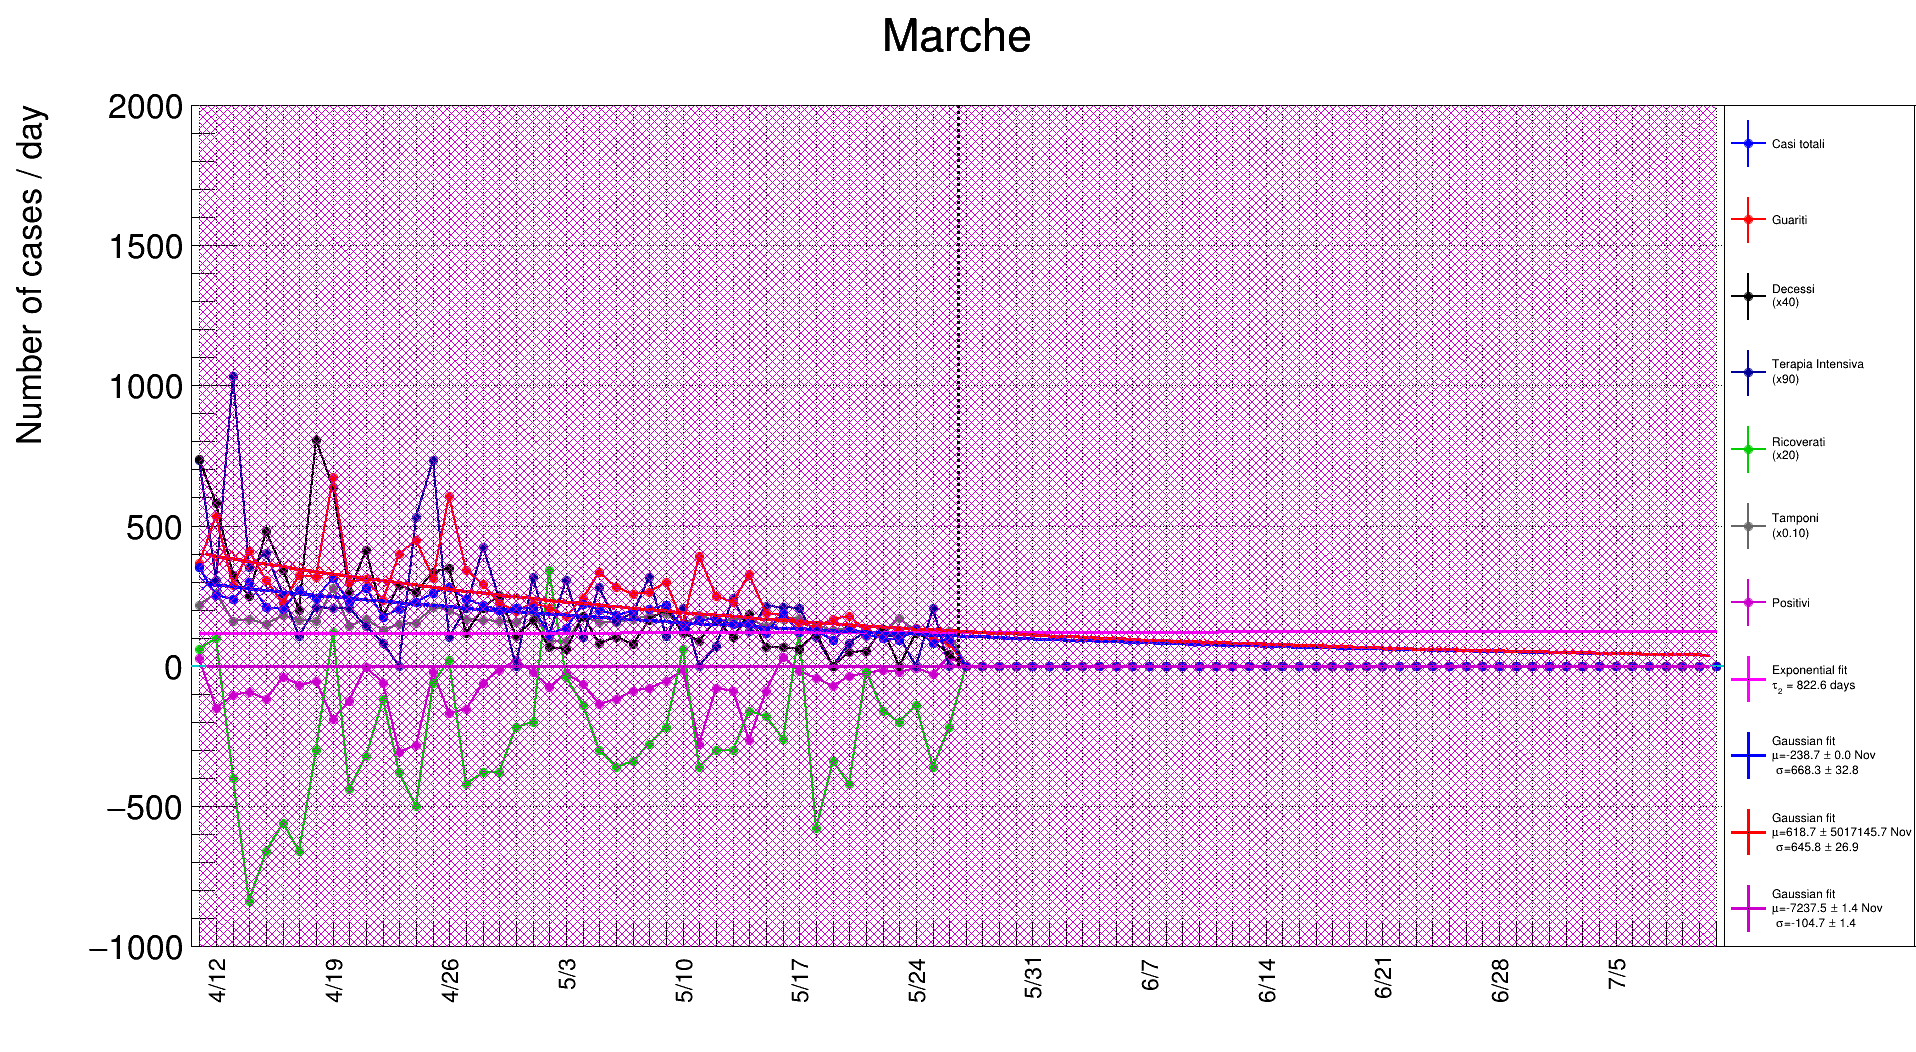 Marche
Number of cases / day
2000
1500
1000
500
0
−500
−1000
4/12
4/19
4/26
5/3
5/10
5/17
5/24
5/31
6/7
6/14
6/21
6/28
7/5
Casi totali
Guariti
Decessi
(x40)
Terapia Intensiva
(x90)
Ricoverati
(x20)
Tamponi
(x0.10)
Positivi
Exponential fit
τ2 = 822.6 days
Gaussian fit
μ=-238.7 ± 0.0 Nov
σ=668.3 ± 32.8
Gaussian fit
μ=618.7 ± 5017145.7 Nov
σ=645.8 ± 26.9
Gaussian fit
μ=-7237.5 ± 1.4 Nov
σ=-104.7 ± 1.4